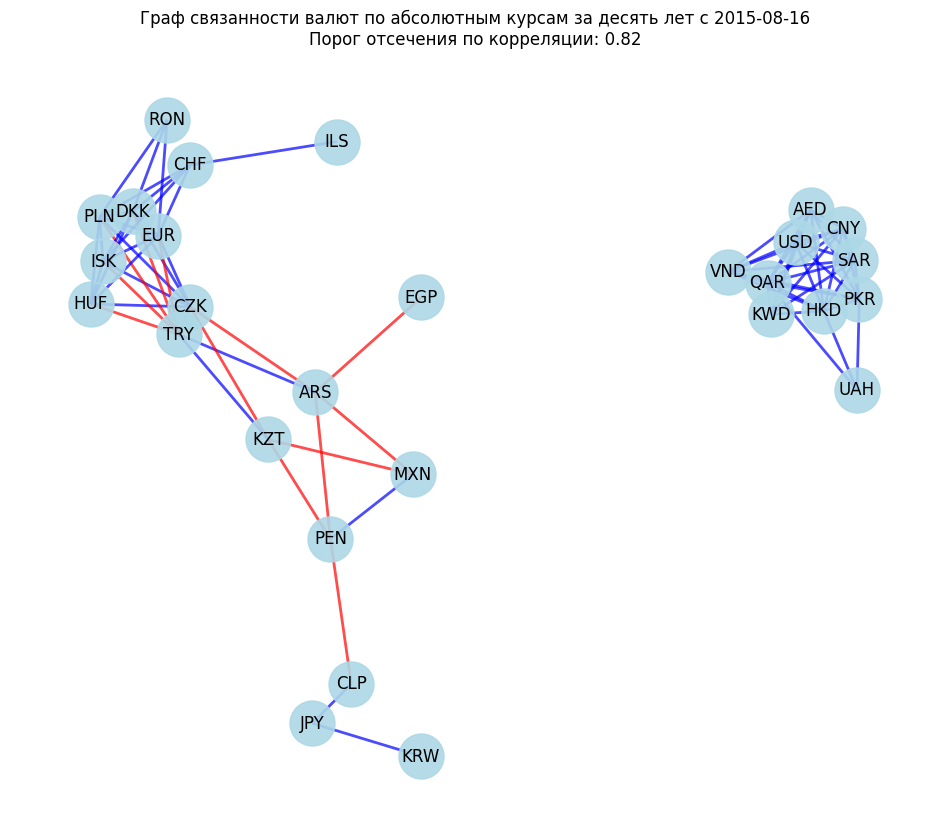 Граф связанности валют по абсолютным курсам за десять лет с 2015-08-16
Порог отсечения по корреляции: 0.82
RON
ILS
CHF
DKK
PLN
EUR
ISK
HUF
CZK
TRY
EGP
ARS
KZT
MXN
PEN
CLP
JPY
KRW
AED
CNY
USD
SAR
VND
QAR
PKR
HKD
KWD
UAH